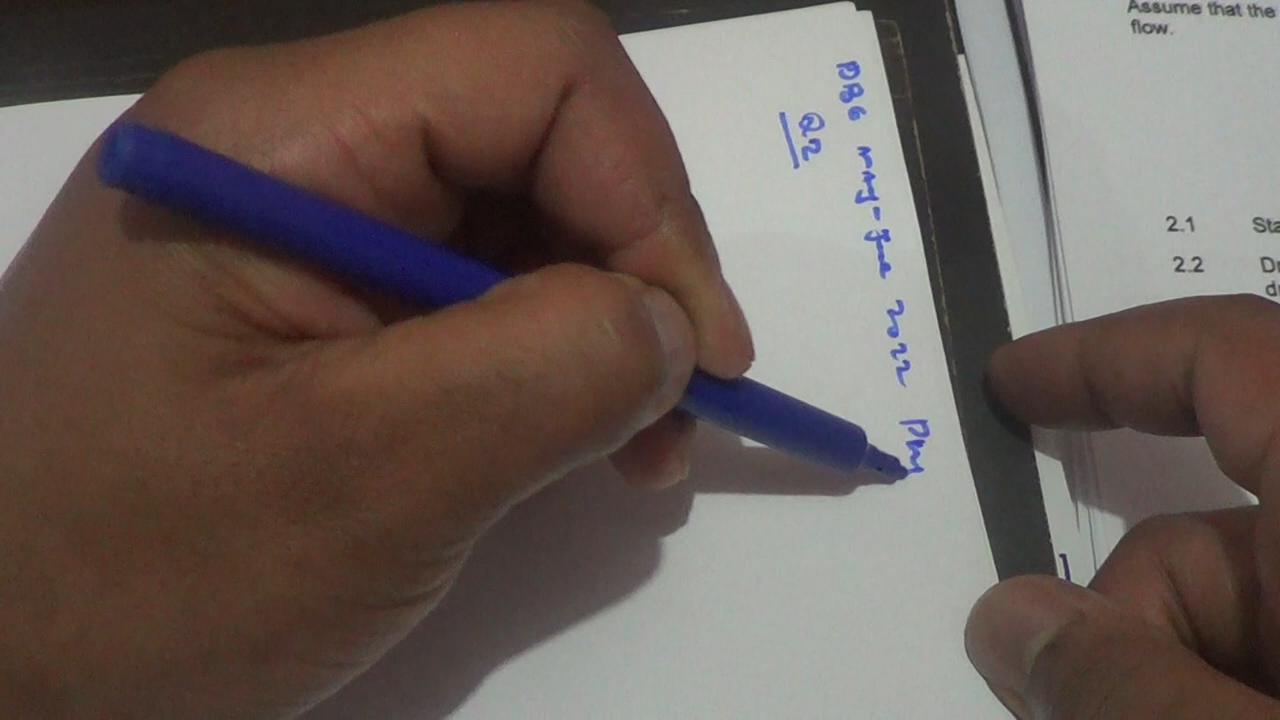 DBE may-June 2022 Phy
Q2
Assume that the
flow.
2.1 Sta
2.2 Dr